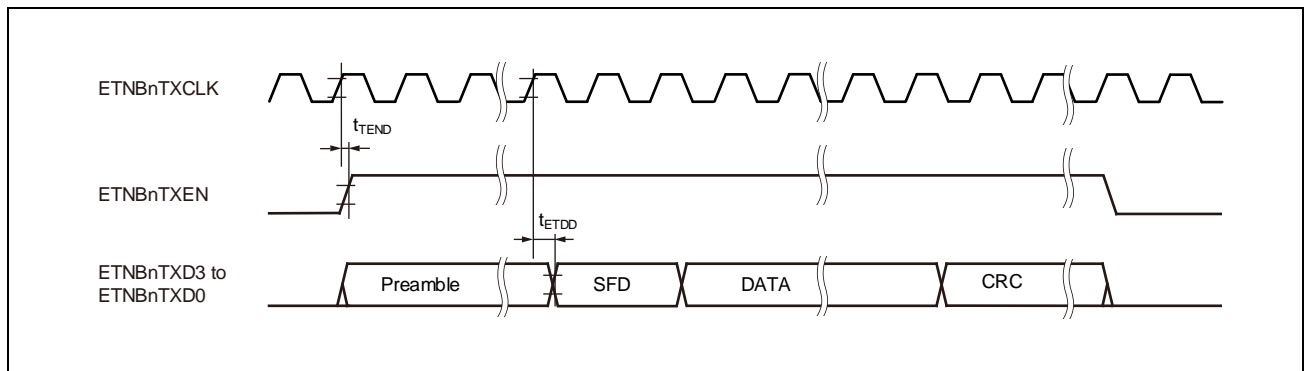 ETNBnTXCLK
tTEND
ETNBnTXEN
tETDD
ETNBnTXD3 to
ETNBnTXD0
Preamble
SFD
DATA
CRC